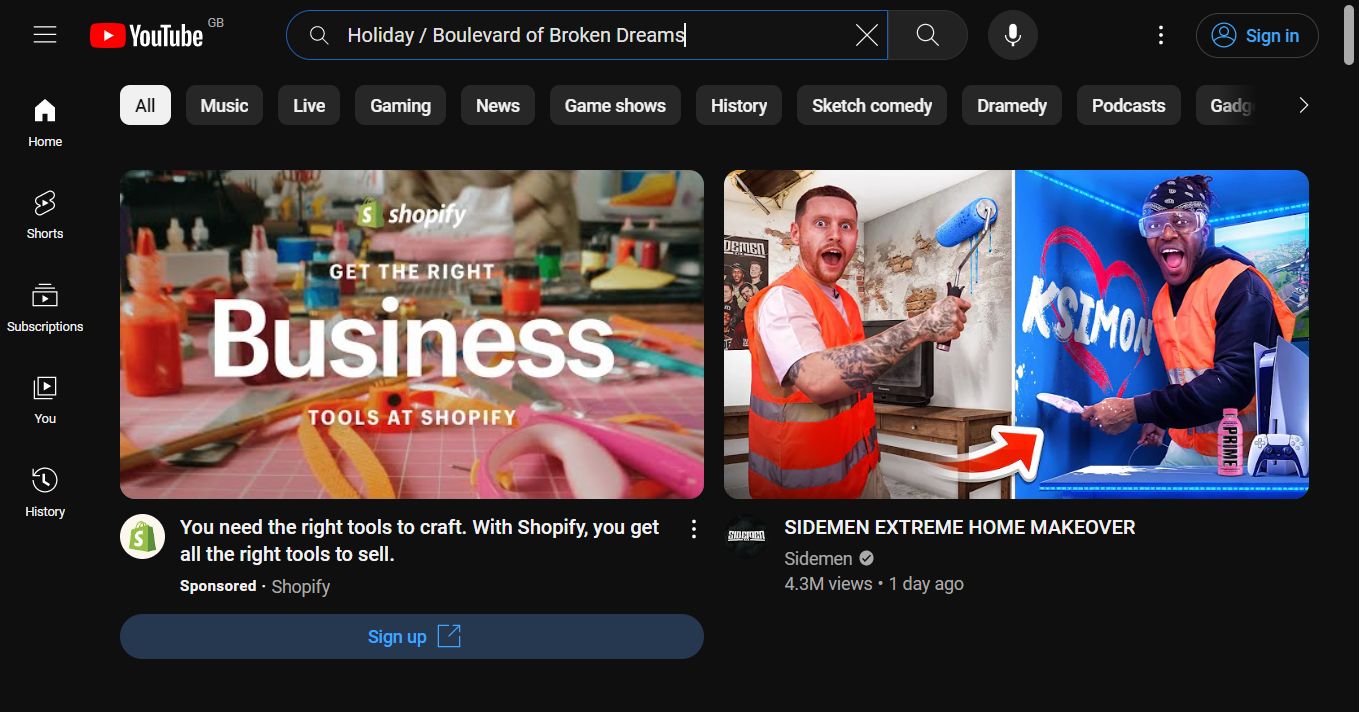 YouTube GB
Holiday / Boulevard of Broken Dreams
Sign in
All
Music
Live
Gaming
News
Game shows
History
Sketch comedy
Dramedy
Podcasts
Home
Shorts
Subscriptions
You
History
shopify
GET THE RIGHT
Business
TOOLS AT SHOPIFY
KSIMON
PRIME
You need the right tools to craft. With Shopify, you get
all the right tools to sell.
Sponsored · Shopify
Sign up
SIDEMEN
SIDEMEN EXTREME HOME MAKEOVER
Sidemen
4.3M views • 1 day ago